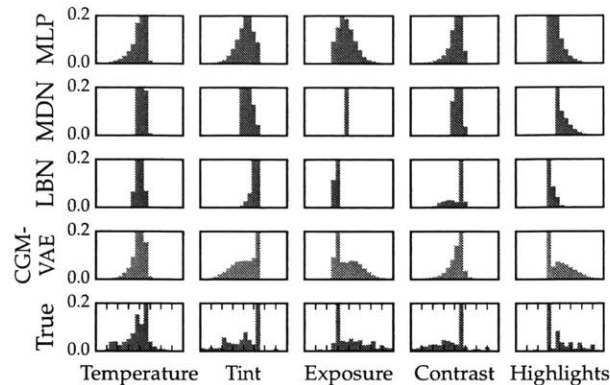 MLP 0.2
0.0
MDN 0.2
0.0
LBN 0.2
0.0
CGM-
VAE 0.2
0.0
True 0.2
0.0
Temperature Tint Exposure Contrast Highlights